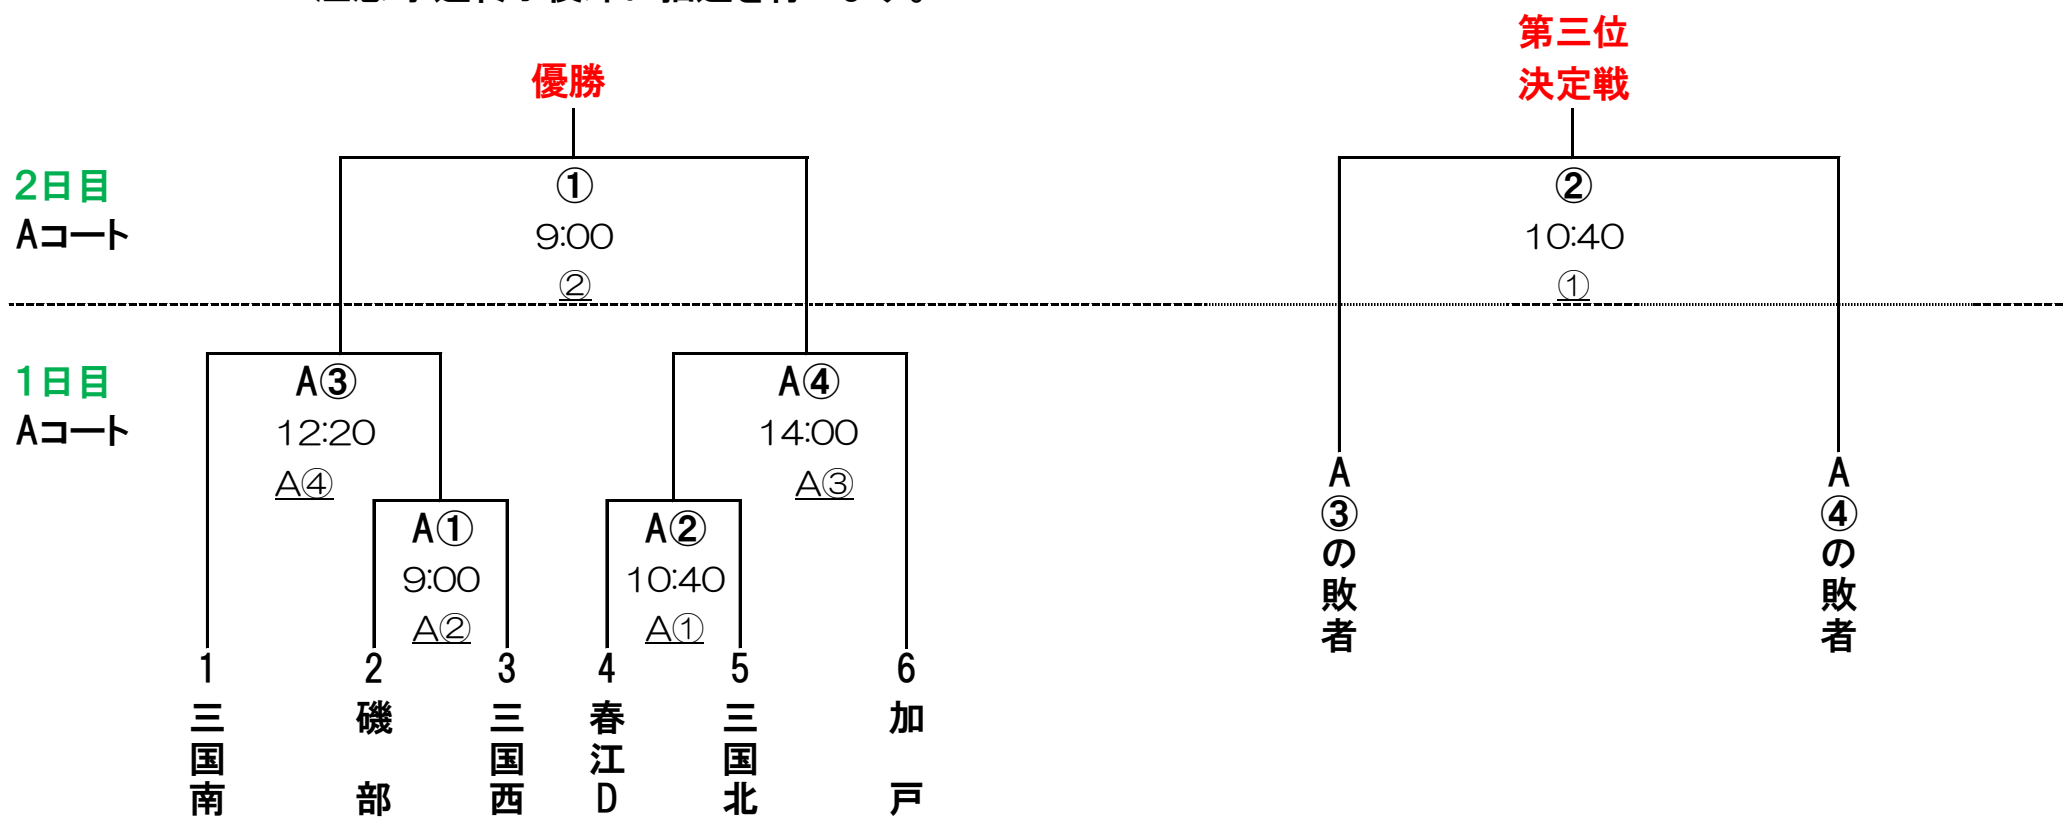 優勝
第三位
決定戦
2日目
Aコート
①
9:00
②
②
10:40
①
1日目
Aコート
A③
12:20
A④
A④
14:00
A③
A①
9:00
A②
A②
10:40
A①
A③の敗者
A④の敗者
1
2
3
4
5
6
三国南
磯部
三国西
春江D
三国北
加戸